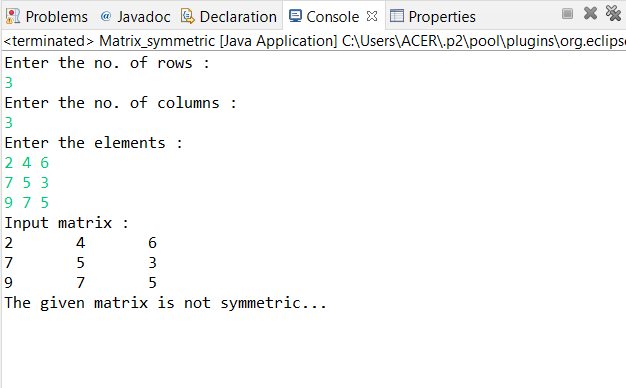 Problems @ Javadoc Declaration Console Properties
<terminated> Matrix_symmetric [Java Application] C:\Users\ACER\.p2\pool\plugins\org.eclipse
Enter the no. of rows :
3
Enter the no. of columns :
3
Enter the elements :
2 4 6
7 5 3
9 7 5
Input matrix :
2 4 6
7 5 3
9 7 5
The given matrix is not symmetric...